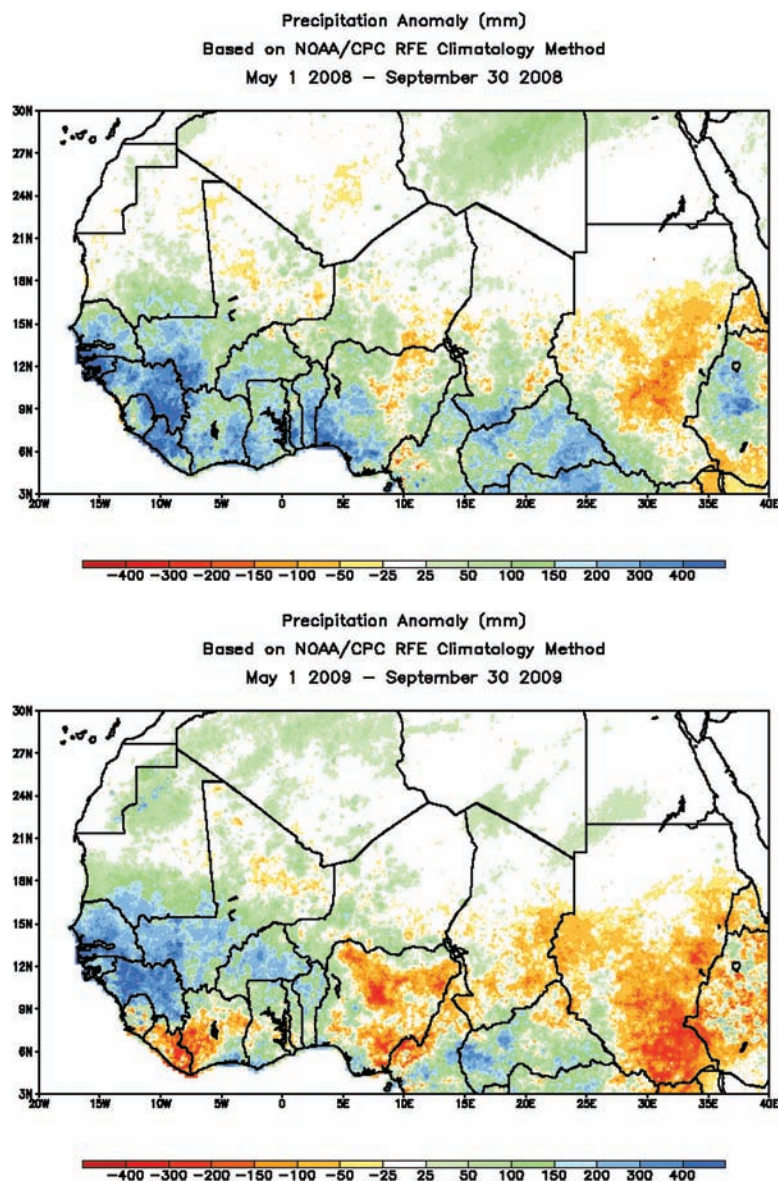 Precipitation Anomaly (mm)
Based on NOAA/CPC RFE Climatology Method
May 1 2008 – September 30 2008
30N
27N
24N
21N
18N
15N
12N
9N
6N
3N
20W 15W 10W 5W 0 5E 10E 15E 20E 25E 30E 35E 40E
-400 -300 -200 -150 -100 -50 -25 25 50 100 150 200 300 400
Precipitation Anomaly (mm)
Based on NOAA/CPC RFE Climatology Method
May 1 2009 – September 30 2009
30N
27N
24N
21N
18N
15N
12N
9N
6N
3N
20W 15W 10W 5W 0 5E 10E 15E 20E 25E 30E 35E 40E
-400 -300 -200 -150 -100 -50 -25 25 50 100 150 200 300 400